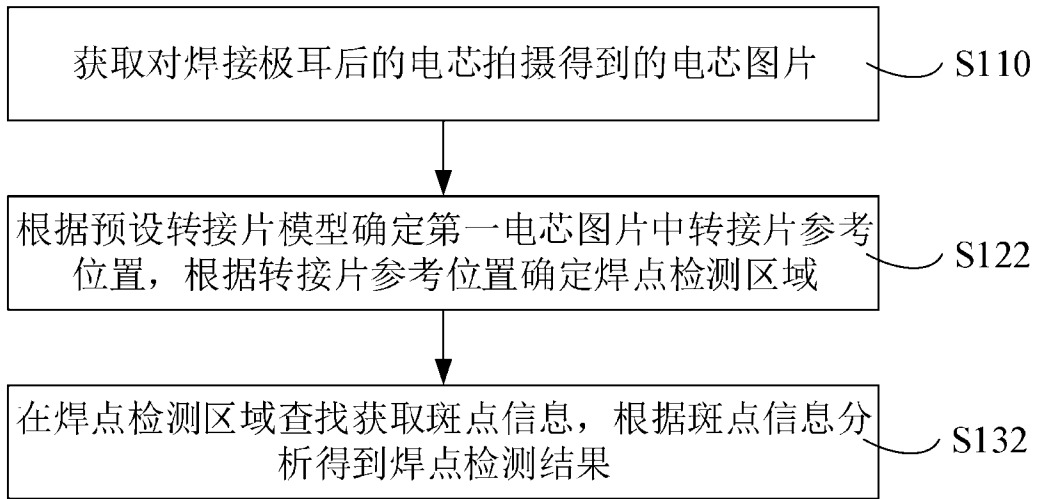 获取对焊接极耳后的电芯拍摄得到的电芯图片
S110
根据预设转接片模型确定第一电芯图片中转接片参考
位置，根据转接片参考位置确定焊点检测区域
S122
在焊点检测区域查找获取斑点信息，根据斑点信息分
析得到焊点检测结果
S132